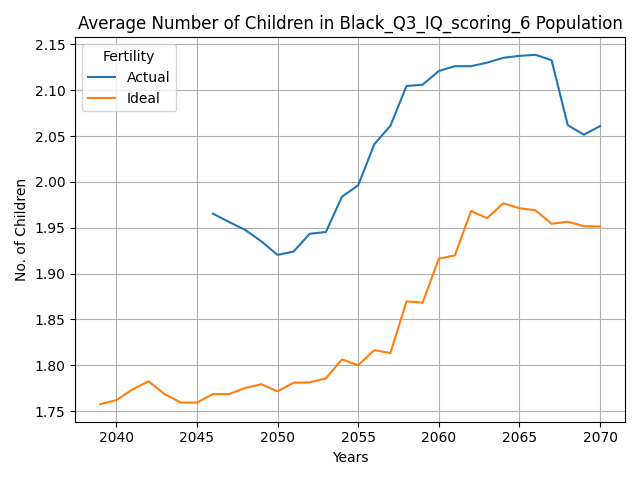 Average Number of Children in Black_Q3_IQ_scoring_6 Population
Fertility
Actual
Ideal
No. of Children
2.15
2.10
2.05
2.00
1.95
1.90
1.85
1.80
1.75
2040 2045 2050 2055 2060 2065 2070
Years